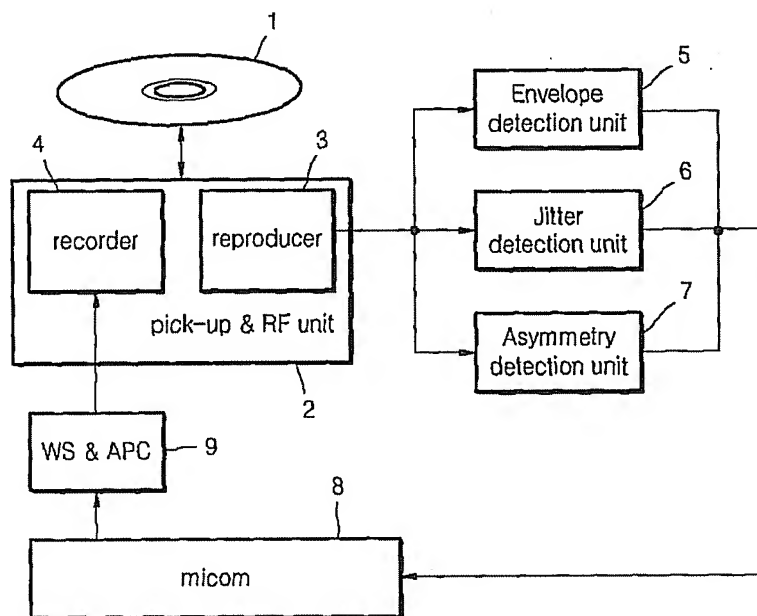 1
5
Envelope
detection unit
4
3
6
recorder
reproducer
Jitter
detection unit
pick-up & RF unit
7
Asymmetry
detection unit
2
WS & APC
9
8
micom